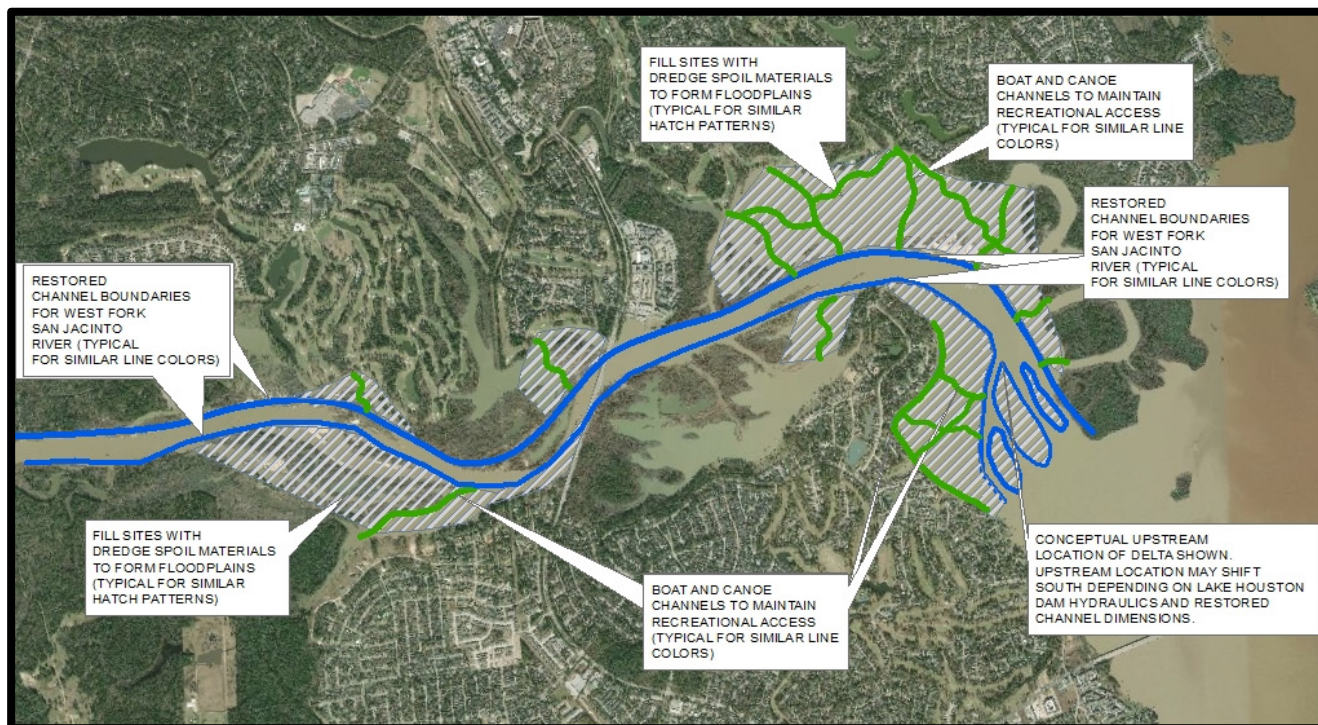 FILL SITES WITH
DREDGE SPOIL MATERIALS
TO FORM FLOODPLAINS
(TYPICAL FOR SIMILAR
HATCH PATTERNS)
BOAT AND CANOE
CHANNELS TO MAINTAIN
RECREATIONAL ACCESS
(TYPICAL FOR SIMILAR LINE
COLORS)
RESTORED
CHANNEL BOUNDARIES
FOR WEST FORK
SAN JACINTO
RIVER (TYPICAL
FOR SIMILAR LINE COLORS)
RESTORED
CHANNEL BOUNDARIES
FOR WEST FORK
SAN JACINTO
RIVER (TYPICAL
FOR SIMILAR LINE COLORS)
FILL SITES WITH
DREDGE SPOIL MATERIALS
TO FORM FLOODPLAINS
(TYPICAL FOR SIMILAR
HATCH PATTERNS)
BOAT AND CANOE
CHANNELS TO MAINTAIN
RECREATIONAL ACCESS
(TYPICAL FOR SIMILAR LINE
COLORS)
CONCEPTUAL UPSTREAM
LOCATION OF DELTA SHOWN.
UPSTREAM LOCATION MAY SHIFT
SOUTH DEPENDING ON LAKE HOUSTON
DAM HYDRAULICS AND RESTORED
CHANNEL DIMENSIONS.